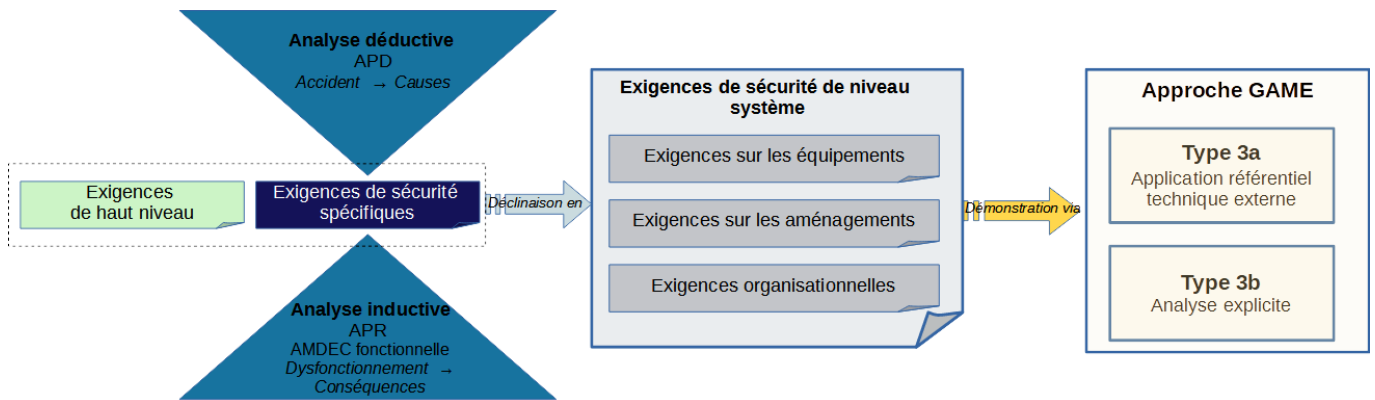 Analyse déductive
APD
Accident → Causes
Exigences
de haut niveau
Exigences de sécurité
spécifiques
Analyse inductive
APR
AMDEC fonctionnelle
Dysfonctionnement →
Conséquences
Déclinaison en
Exigences de sécurité de niveau
système
Exigences sur les équipements
Exigences sur les aménagements
Exigences organisationnelles
Démonstration via
Approche GAME
Type 3a
Application référentiel
technique externe
Type 3b
Analyse explicite